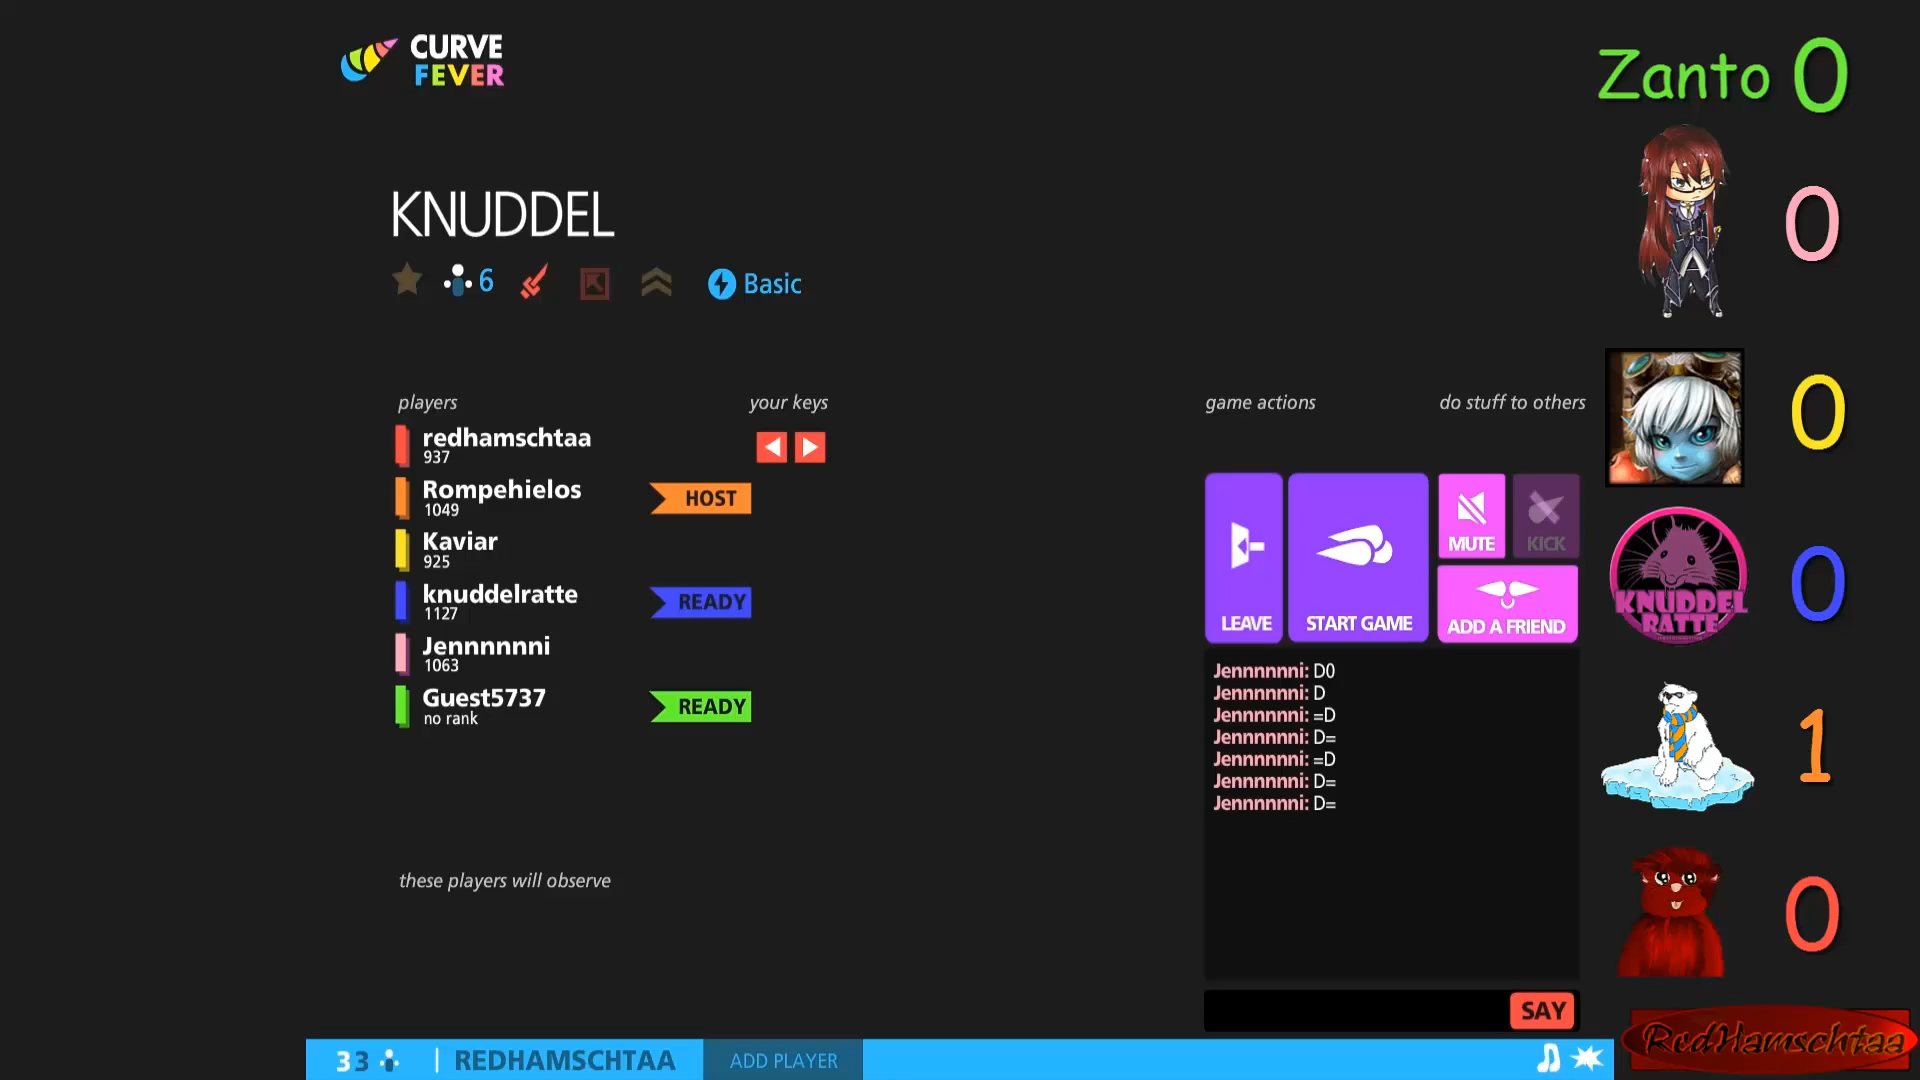 CURVE
FEVER
Zanto 0
KNUDDEL
0
6
Basic
players
your keys
game actions
do stuff to others
0
redhamschtaa
937
Rompehielos
1049
HOST
Kaviar
925
knuddelratte
1127
READY
Jennnnnni
1063
Guest5737
no rank
READY
LEAVE
START GAME
MUTE
KICK
ADD A FRIEND
KNUDDEL
RATTE
0
Jennnnnni: D0
Jennnnnni: D
Jennnnnni: =D
Jennnnnni: D=
Jennnnnni: =D
Jennnnnni: D=
Jennnnnni: D=
1
these players will observe
0
SAY
33
| REDHAMSCHTAA
ADD PLAYER
RedHamschtaa